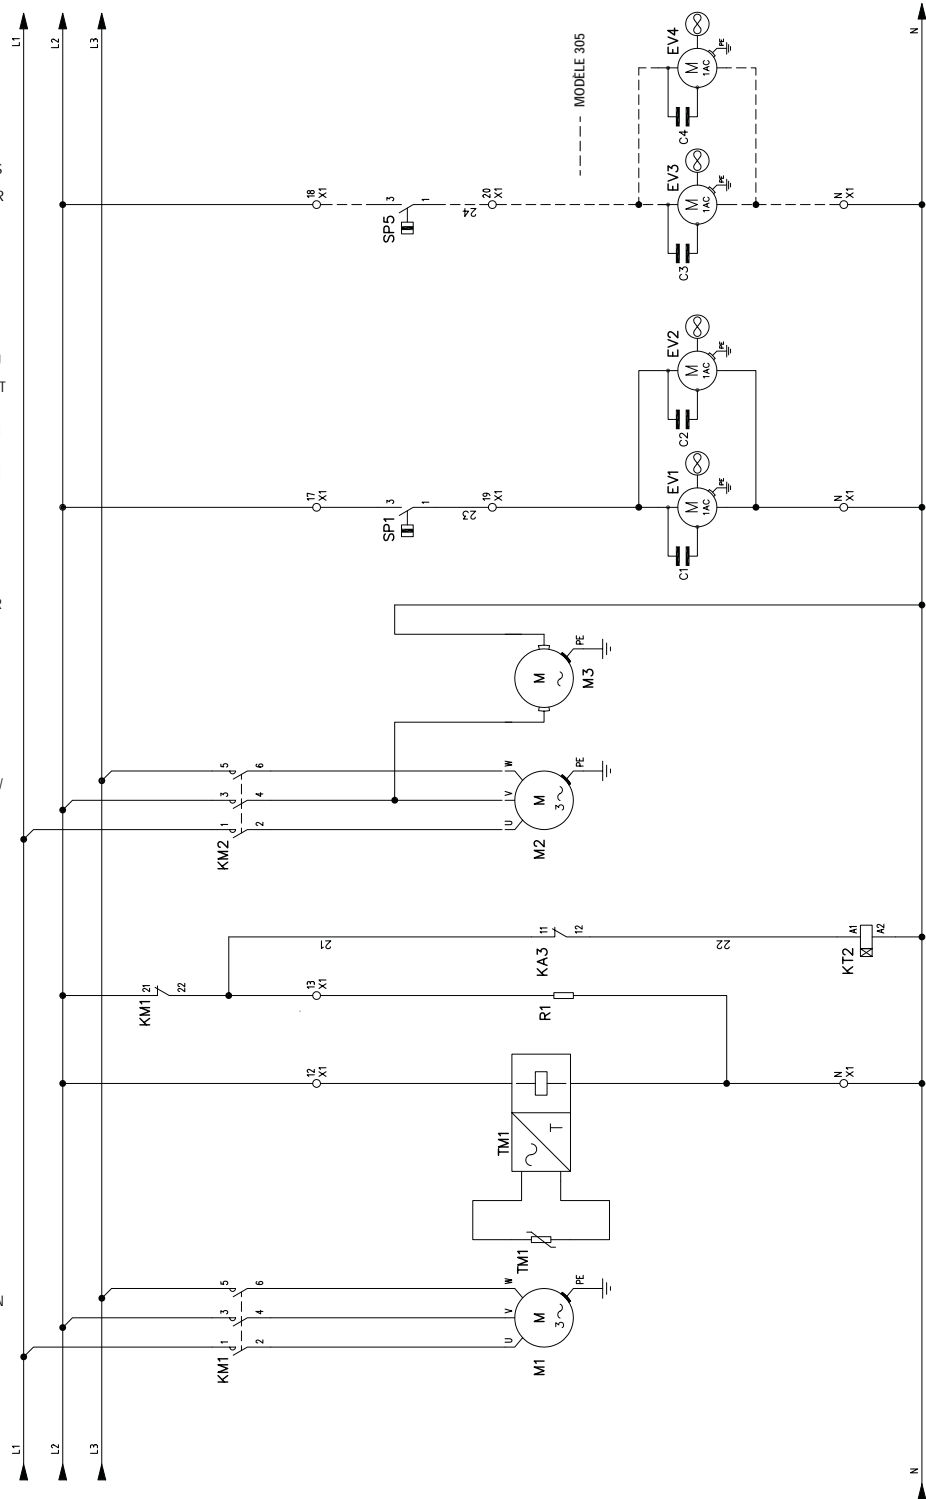 L1
L2
L3
N
L1
L2
L3
N
MODÈLE 305
EV4
M
1AC
PE
C4
EV3
M
1AC
PE
C3
18
X1
SP5
3
1
24
20
X1
N
X1
EV2
M
1AC
PE
C2
EV1
M
1AC
PE
C1
17
X1
SP1
3
1
23
19
X1
N
X1
M
M3
PE
KM2
1
2
3
4
5
6
U
V
W
M
3
M2
PE
21
KA3
11
12
22
KT2
A1
A2
KM1
21
22
13
X1
R1
12
X1
N
X1
TM1
T
TM1
KM1
1
2
3
4
5
6
U
V
W
M
3
M1
PE
S
R
T
R
N